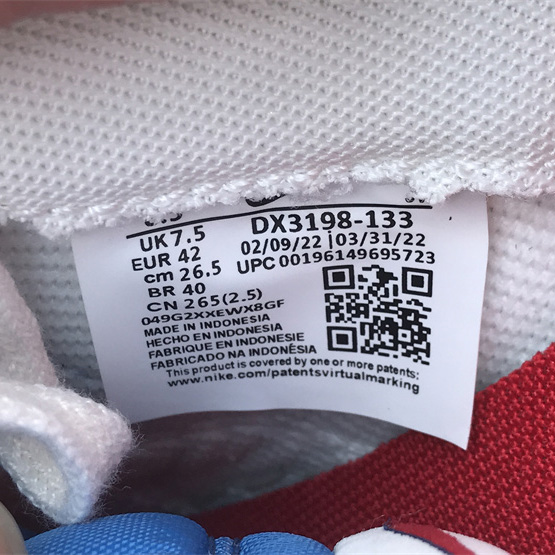 UK 7.5 DX3198-133
EUR 42 02/09/22 | 03/31/22
cm 26.5 UPC 00196149695723
BR 40
CN 265(2.5)
049G2XXEWX8GF
MADE IN INDONESIA
HECHO EN INDONESIA
FABRIQUE EN INDONESIE
FABRICADO NA INDONÉSIA
This product is covered by one or more patents;
www.nike.com/patentsvirtualmarking